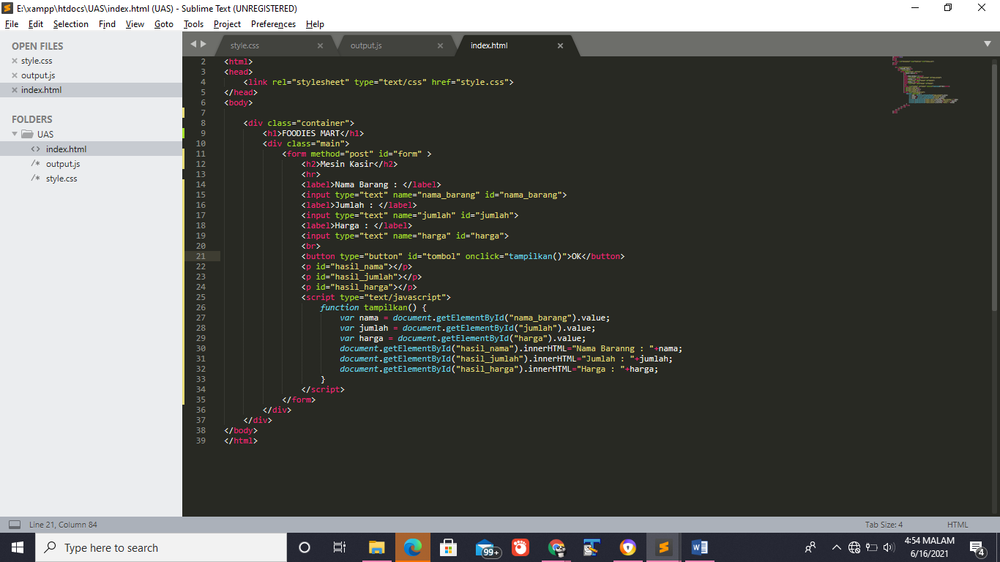 E:\xampp\htdocs\UAS\index.html (UAS) - Sublime Text (UNREGISTERED)
File Edit Selection Find View Goto Tools Project Preferences Help
OPEN FILES
style.css
output.js
index.html
FOLDERS
UAS
index.html
output.js
style.css
style.css output.js index.html
2 <html>
3 <head>
4 <link rel="stylesheet" type="text/css" href="style.css">
5 </head>
6 <body>
7
8 <div class="container">
9 <h1>FOODIES MART</h1>
10 <div class="main">
11 <form method="post" id="form" >
12 <h2>Mesin Kasir</h2>
13 <hr>
14 <label>Nama Barang : </label>
15 <input type="text" name="nama_barang" id="nama_barang">
16 <label>Jumlah : </label>
17 <input type="text" name="jumlah" id="jumlah">
18 <label>Harga : </label>
19 <input type="text" name="harga" id="harga">
20 <br>
21 <button type="button" id="tombol" onclick="tampilkan()">OK</button>
22 <p id="hasil_nama"></p>
23 <p id="hasil_jumlah"></p>
24 <p id="hasil_harga"></p>
25 <script type="text/javascript">
26 function tampilkan() {
27 var nama = document.getElementById("nama_barang").value;
28 var jumlah = document.getElementById("jumlah").value;
29 var harga = document.getElementById("harga").value;
30 document.getElementById("hasil_nama").innerHTML="Nama Baranng : "+nama;
31 document.getElementById("hasil_jumlah").innerHTML="Jumlah : "+jumlah;
32 document.getElementById("hasil_harga").innerHTML="Harga : "+harga;
33 }
34 </script>
35 </form>
36 </div>
37 </div>
38 </body>
39 </html>
Line 21, Column 84 Tab Size: 4 HTML
Type here to search
99+
4:54 MALAM
6/16/2021
4